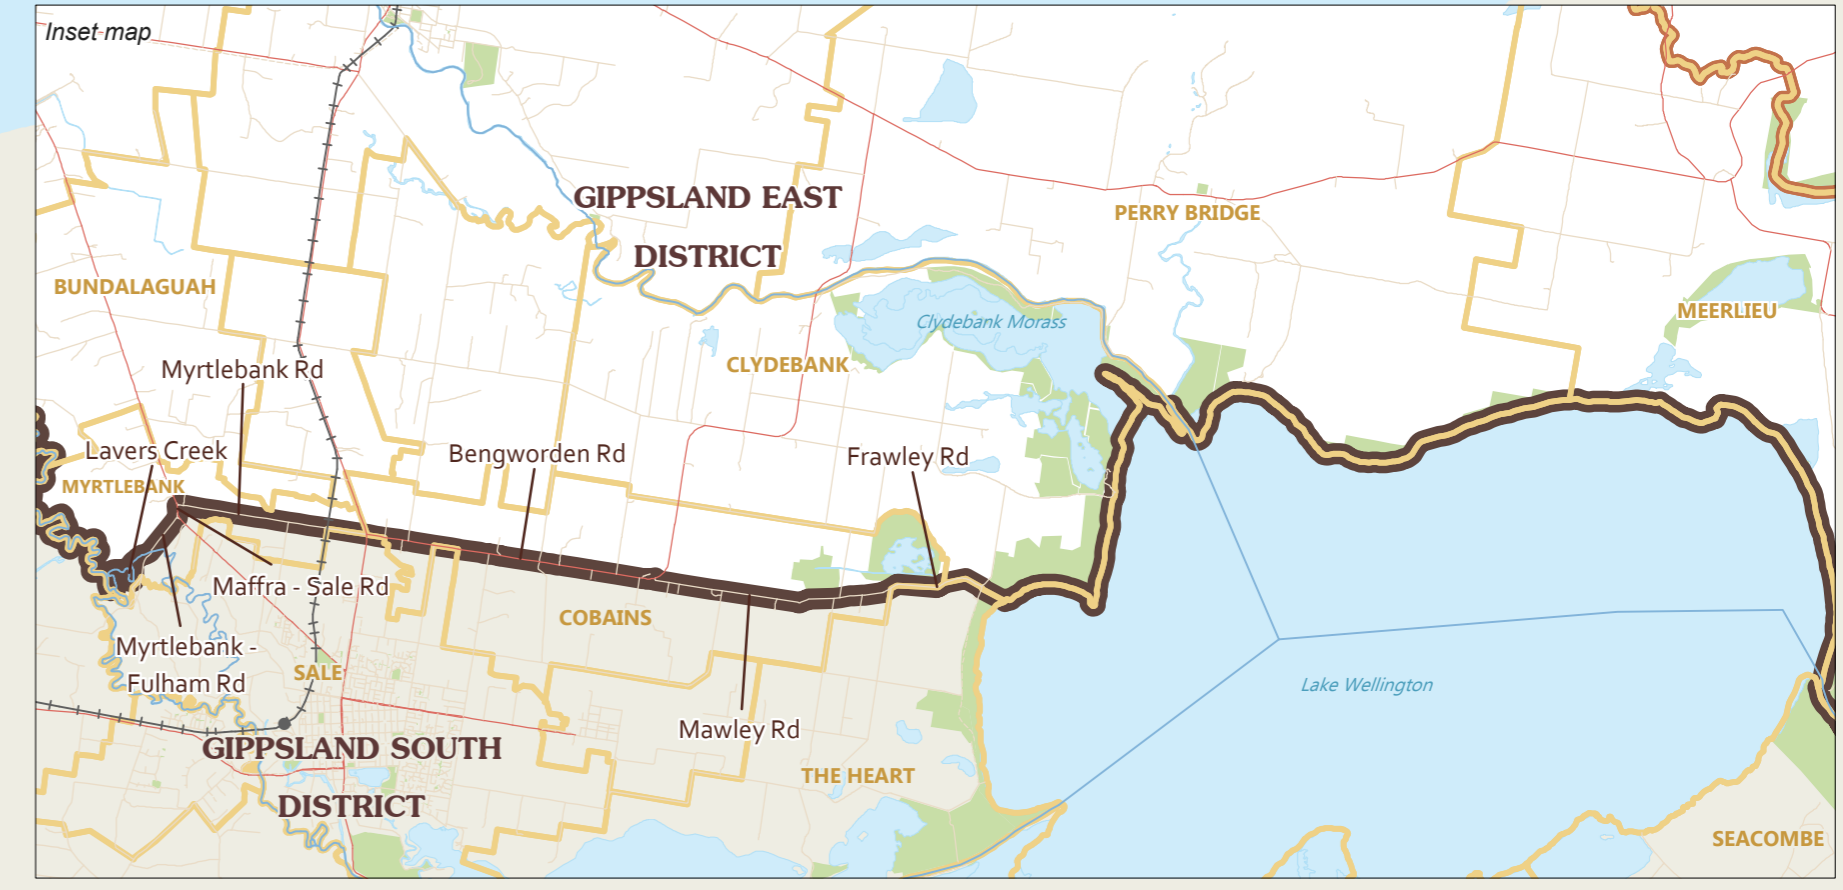 Inset map
GIPPSLAND EAST
DISTRICT
PERRY BRIDGE
BUNDALAGUAH
MEERLIEU
Clydebank Morass
CLYDEBANK
Myrtlebank Rd
Lavers Creek
Bengworden Rd
Frawley Rd
MYRTLEBANK
Maffra - Sale Rd
COBAINS
Myrtlebank -
Fulham Rd
SALE
Lake Wellington
Mawley Rd
GIPPSLAND SOUTH
DISTRICT
THE HEART
SEACOMBE